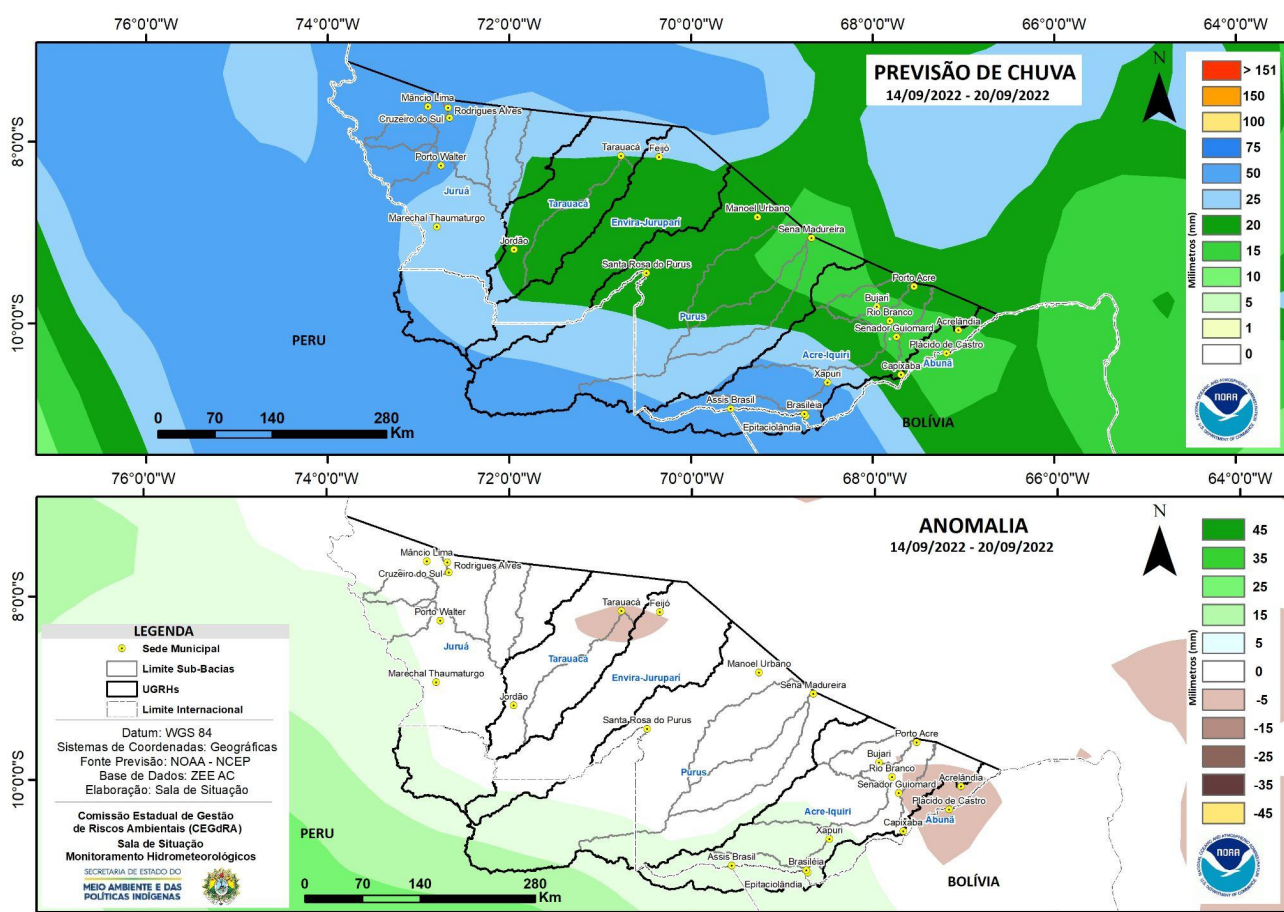 76°0'0"W 74°0'0"W 72°0'0"W 70°0'0"W 68°0'0"W 66°0'0"W 64°0'0"W
PREVISÃO DE CHUVA
14/09/2022 - 20/09/2022
N
8°0'0"S
10°0'0"S
Mâncio Lima
Rodrigues Alves
Cruzeiro do Sul
Porto Walter
Juruá
Marechal Thaumaturgo
Tarauacá
Feijó
Tarauacá
Envira-Jurupari
Jordão
Manoel Urbano
Sena Madureira
Santa Rosa do Purus
Purus
Porto Acre
Bujari
Rio Branco
Acrelândia
Senador Guiomard
Plácido de Castro
Abunã
Acre-Iquiri
Capixaba
Xapuri
Assis Brasil
Brasiléia
Epitaciolândia
PERU
BOLÍVIA
0 70 140 280
Km
Milimetros (mm)
> 151
150
100
75
50
25
20
15
10
5
1
0
NOAA
76°0'0"W 74°0'0"W 72°0'0"W 70°0'0"W 68°0'0"W 66°0'0"W 64°0'0"W
ANOMALIA
14/09/2022 - 20/09/2022
N
8°0'0"S
10°0'0"S
Mâncio Lima
Rodrigues Alves
Cruzeiro do Sul
Porto Walter
Juruá
Marechal Thaumaturgo
Tarauacá
Feijó
Tarauacá
Envira-Jurupari
Jordão
Manoel Urbano
Sena Madureira
Santa Rosa do Purus
Purus
Porto Acre
Bujari
Rio Branco
Acrelândia
Senador Guiomard
Plácido de Castro
Abunã
Acre-Iquiri
Capixaba
Xapuri
Assis Brasil
Brasiléia
Epitaciolândia
PERU
BOLÍVIA
0 70 140 280
Km
Milimetros (mm)
45
35
25
15
5
0
-5
-15
-25
-35
-45
NOAA
LEGENDA
Sede Municipal
Limite Sub-Bacias
UGRHs
Limite Internacional
Datum: WGS 84
Sistemas de Coordenadas: Geográficas
Fonte Previsão: NOAA - NCEP
Base de Dados: ZEE AC
Elaboração: Sala de Situação
Comissão Estadual de Gestão
de Riscos Ambientais (CEGdRA)
Sala de Situação
Monitoramento Hidrometeorológicos
SECRETARIA DE ESTADO DO
MEIO AMBIENTE E DAS
POLÍTICAS INDÍGENAS